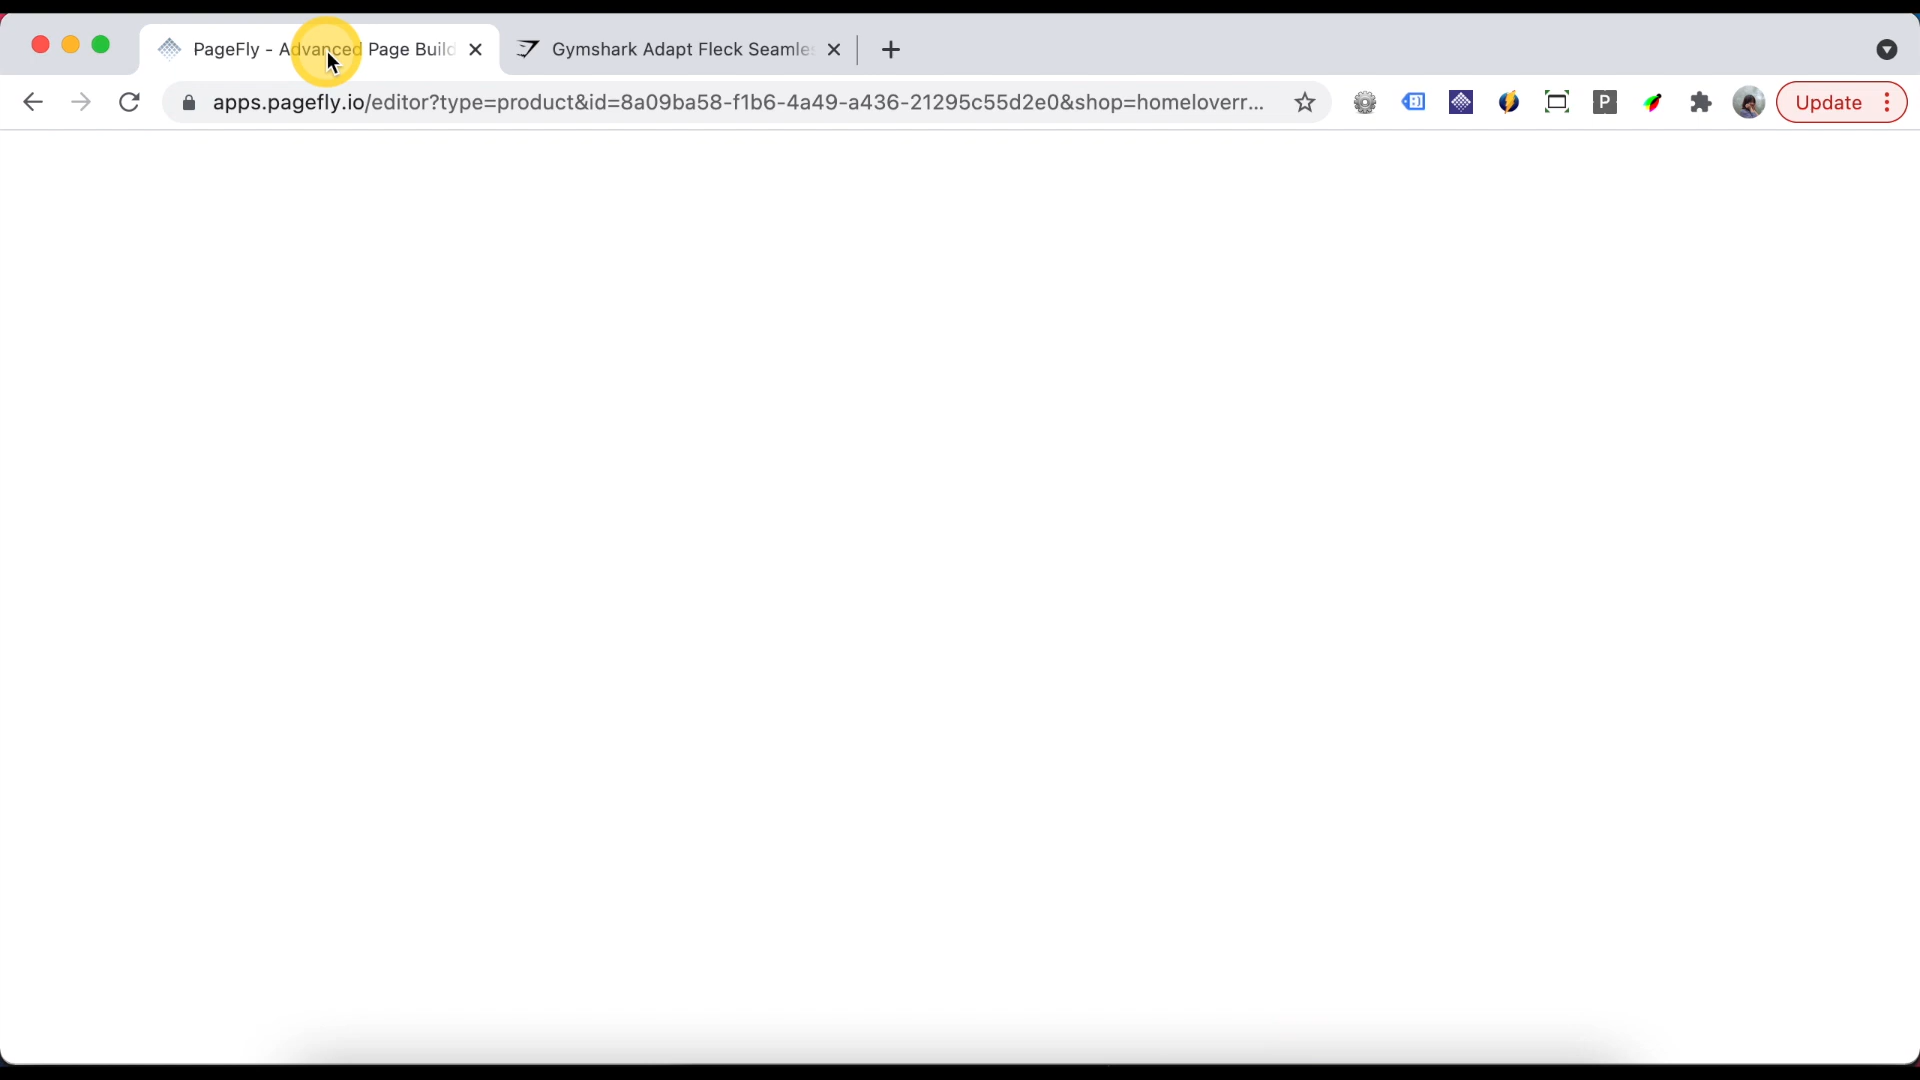 PageFly - Advanced Page Build
Gymshark Adapt Fleck Seamles
apps.pagefly.io/editor?type=product&id=8a09ba58-f1b6-4a49-a436-21295c55d2e0&shop=homeloverr...
P
Update